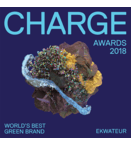 CHARGE
AWARDS
2018
WORLD'S BEST
GREEN BRAND
EKWATEUR